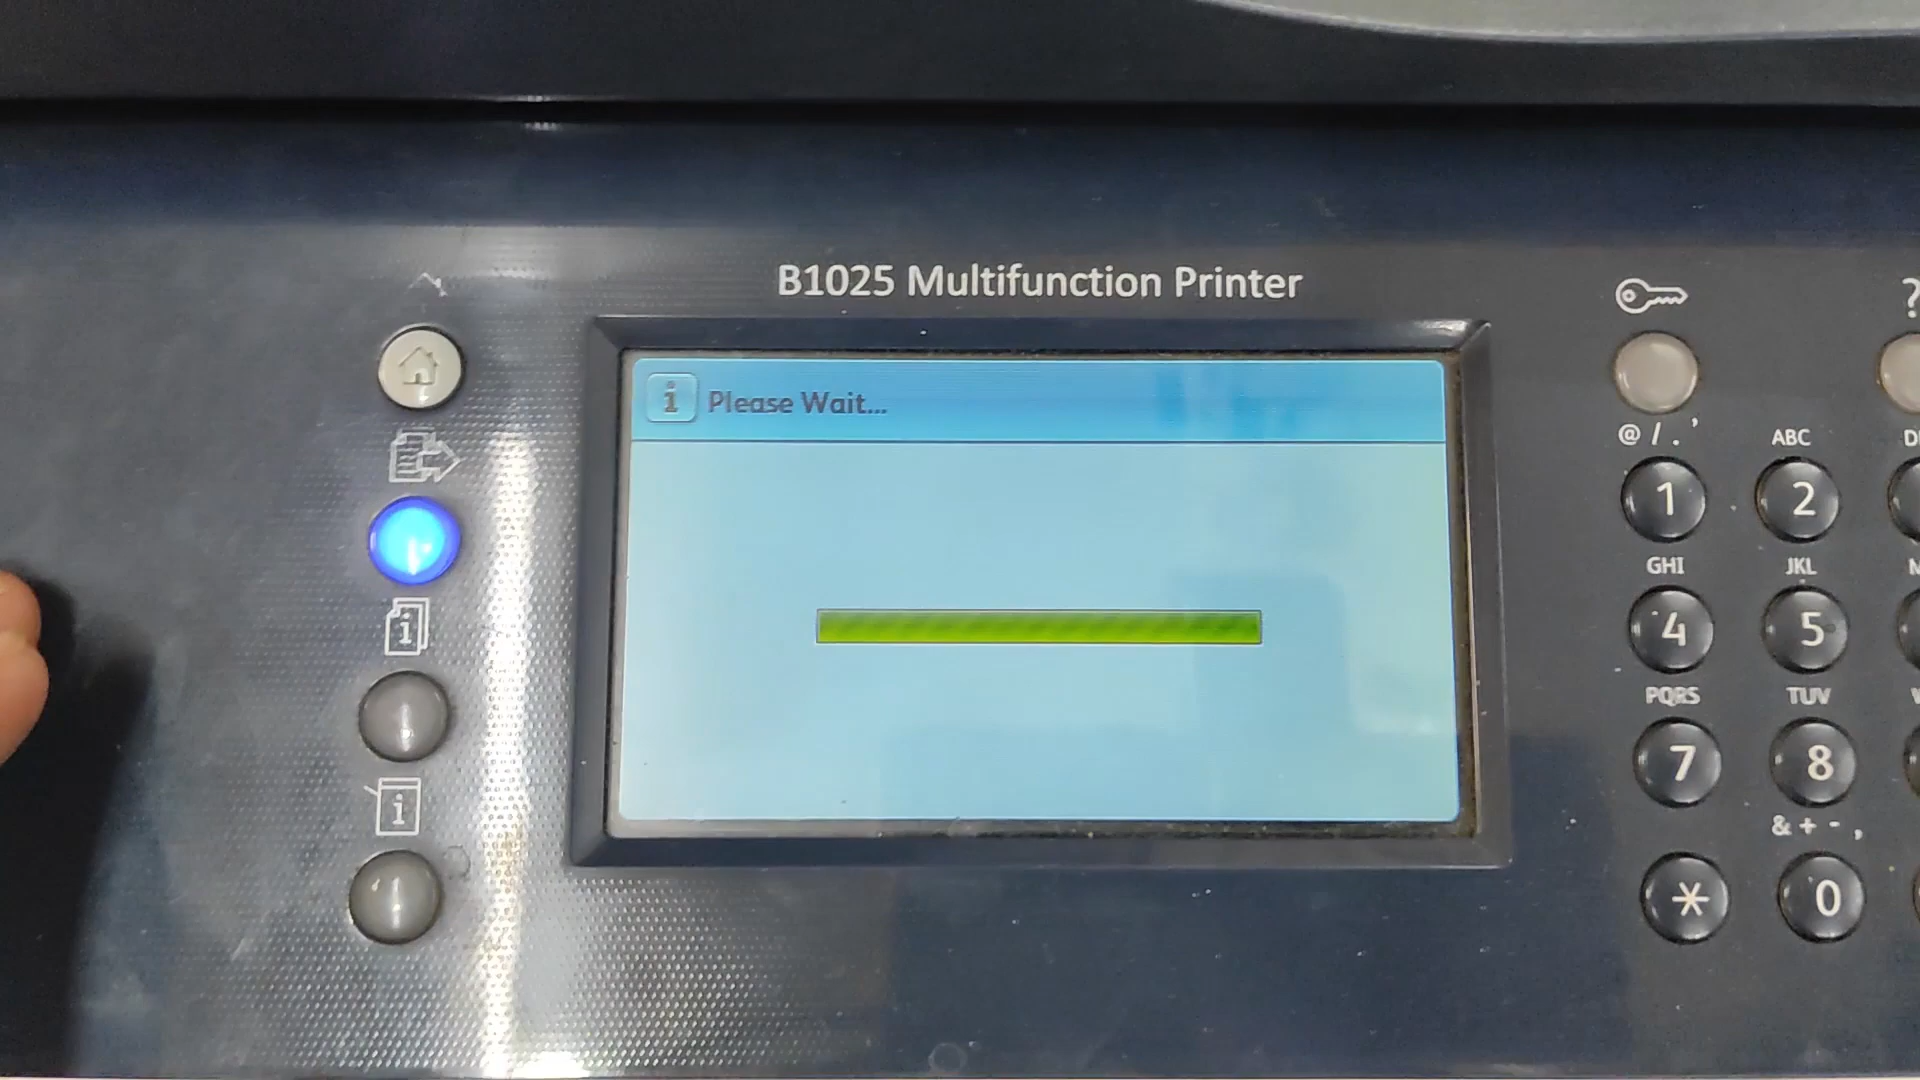 B1025 Multifunction Printer
i Please Wait...
?
@ / . '
ABC
1
2
GHI
JKL
4
5
PQRS
TUV
7
8
& + - ,
*
0
i
i